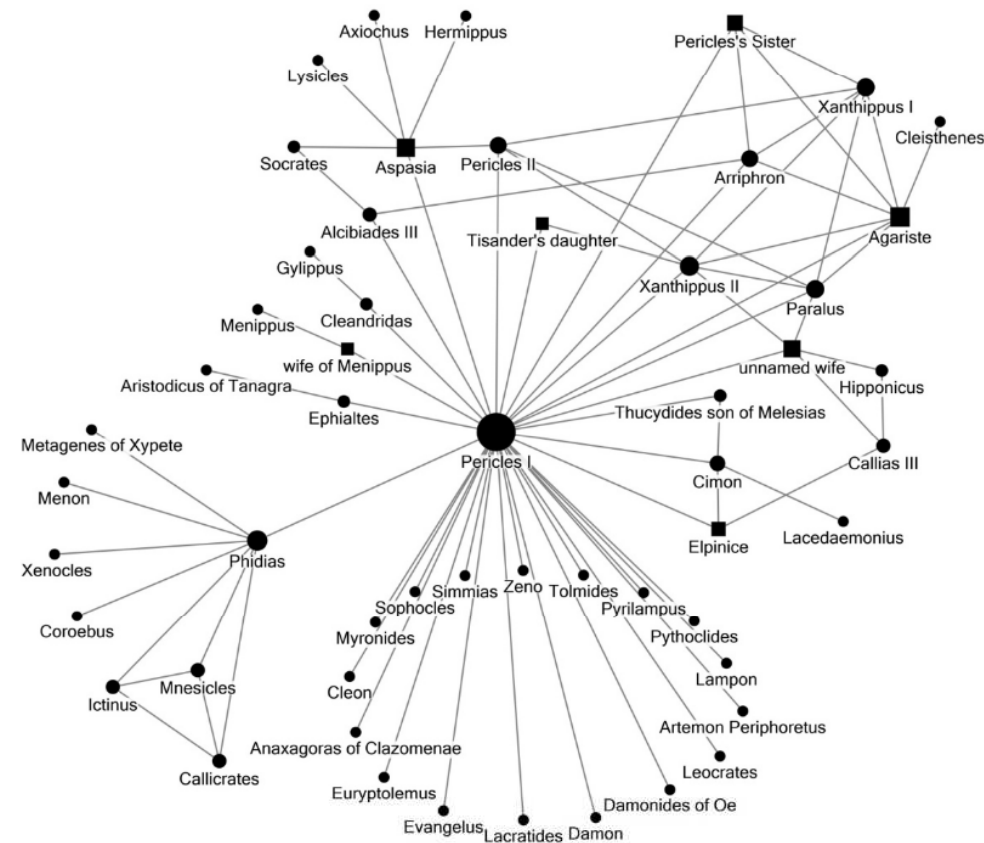 Axiochus
Hermippus
Pericles's Sister
Lysicles
Xanthippus I
Cleisthenes
Socrates
Aspasia
Pericles II
Arriphron
Alcibiades III
Tisander's daughter
Agariste
Gylippus
Xanthippus II
Paralus
Menippus
Cleandridas
wife of Menippus
unnamed wife
Aristodicus of Tanagra
Hipponicus
Ephialtes
Thucydides son of Melesias
Metagenes of Xypete
Pericles I
Callias III
Menon
Cimon
Lacedaemonius
Elpinice
Phidias
Xenocles
Simmias
Zeno
Tolmides
Sophocles
Pyrilampus
Coroebus
Myronides
Pythoclides
Mnesicles
Lampon
Cleon
Ictinus
Artemon Periphoretus
Anaxagoras of Clazomenae
Leocrates
Callicrates
Euryptolemus
Damonides of Oe
Evangelus
Lacratides
Damon